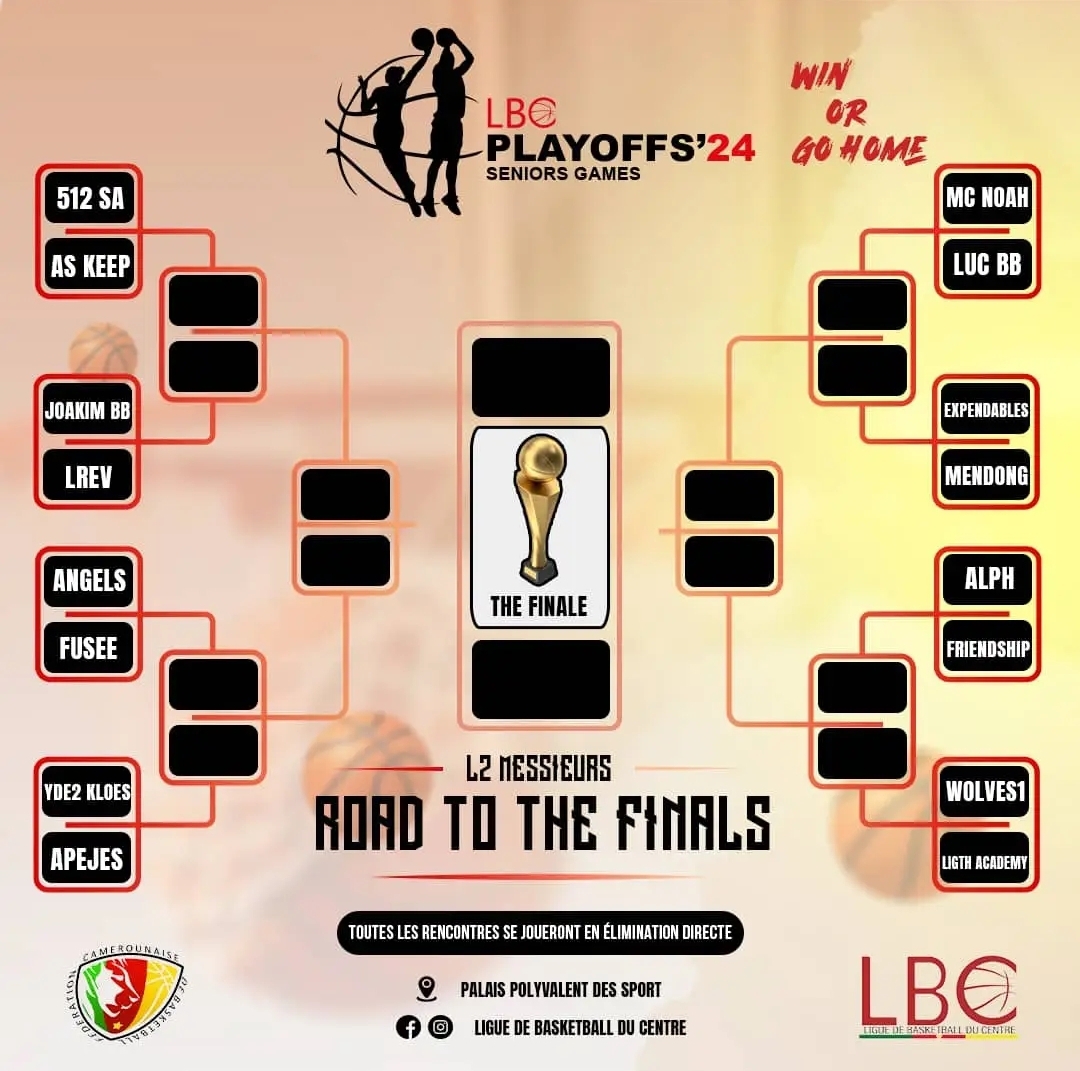 LBC
PLAYOFFS'24
SENIORS GAMES
WIN
OR
GO HOME
512 SA
AS KEEP
JOAKIM BB
LREV
ANGELS
FUSEE
YDE2 KLOES
APEJES
MC NOAH
LUC BB
EXPENDABLES
MENDONG
ALPH
FRIENDSHIP
WOLVES1
LIGTH ACADEMY
THE FINALE
L2 MESSIEURS
ROAD TO THE FINALS
TOUTES LES RENCONTRES SE JOUERONT EN ÉLIMINATION DIRECTE
PALAIS POLYVALENT DES SPORT
LIGUE DE BASKETBALL DU CENTRE
FÉDÉRATION CAMEROUNAISE DE BASKETBALL
LBC
LIGUE DE BASKETBALL DU CENTRE